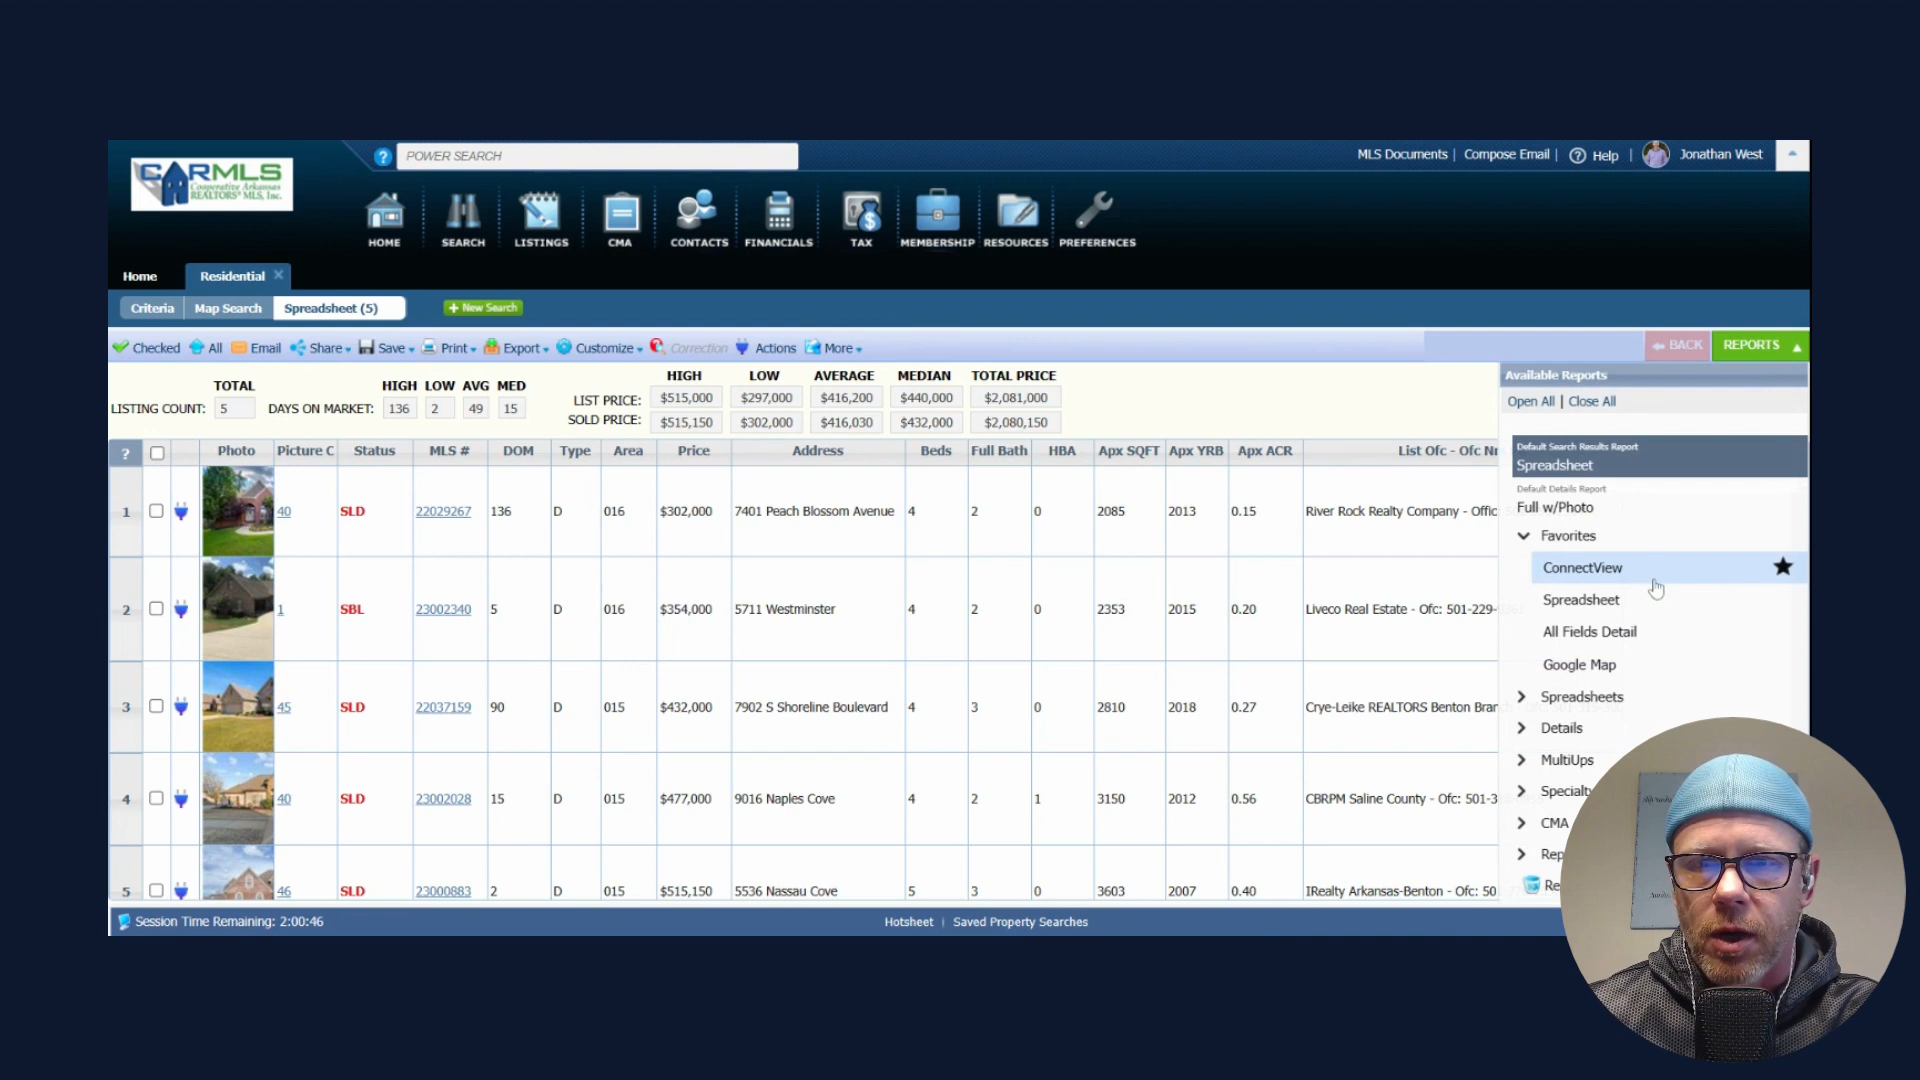 CARMLS
Cooperative Arkansas
REALTORS® MLS, Inc.
? POWER SEARCH
MLS Documents | Compose Email | ? Help | Jonathan West
HOME SEARCH LISTINGS CMA CONTACTS FINANCIALS TAX MEMBERSHIP RESOURCES PREFERENCES
Home Residential
Criteria Map Search Spreadsheet (5) + New Search
Checked All Email Share Save Print Export Customize Correction Actions More BACK REPORTS
TOTAL HIGH LOW AVG MED
LISTING COUNT: 5 DAYS ON MARKET: 136 2 49 15
HIGH LOW AVERAGE MEDIAN TOTAL PRICE
LIST PRICE: $515,000 $297,000 $416,200 $440,000 $2,081,000
SOLD PRICE: $515,150 $302,000 $416,030 $432,000 $2,080,150
? Photo Picture C Status MLS # DOM Type Area Price Address Beds Full Bath HBA Apx SQFT Apx YRB Apx ACR List Ofc - Ofc N
1 40 SLD 22029267 136 D 016 $302,000 7401 Peach Blossom Avenue 4 2 0 2085 2013 0.15 River Rock Realty Company - Offic
2 1 SBL 23002340 5 D 016 $354,000 5711 Westminster 4 2 0 2353 2015 0.20 Liveco Real Estate - Ofc: 501-229-
3 45 SLD 22037159 90 D 015 $432,000 7902 S Shoreline Boulevard 4 3 0 2810 2018 0.27 Crye-Leike REALTORS Benton Bran
4 40 SLD 23002028 15 D 015 $477,000 9016 Naples Cove 4 2 1 3150 2012 0.56 CBRPM Saline County - Ofc: 501-3
5 46 SLD 23000883 2 D 015 $515,150 5536 Nassau Cove 5 3 0 3603 2007 0.40 IRealty Arkansas-Benton - Ofc: 50
Available Reports
Open All | Close All
Default Search Results Report
Spreadsheet
Default Details Report
Full w/Photo
Favorites
ConnectView
Spreadsheet
All Fields Detail
Google Map
Spreadsheets
Details
MultiUps
Specialty
CMA
Rep
Re
Session Time Remaining: 2:00:46
Hotsheet | Saved Property Searches